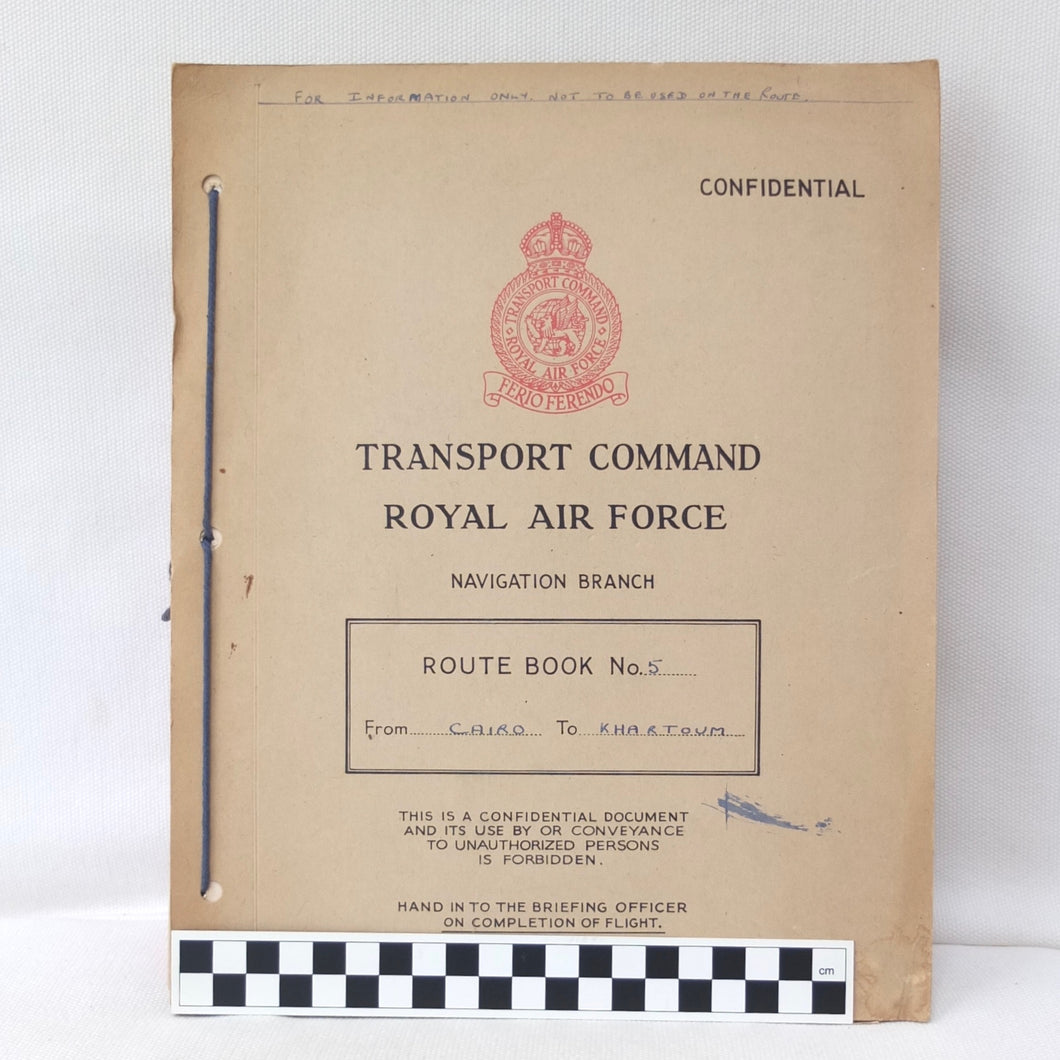 FOR INFORMATION ONLY. NOT TO BE USED ON THE ROUTE.
CONFIDENTIAL
TRANSPORT COMMAND
ROYAL AIR FORCE
FERIO FERENDO
TRANSPORT COMMAND
ROYAL AIR FORCE
NAVIGATION BRANCH
ROUTE BOOK No. 5
From CAIRO To KHARTOUM
THIS IS A CONFIDENTIAL DOCUMENT
AND ITS USE BY OR CONVEYANCE
TO UNAUTHORIZED PERSONS
IS FORBIDDEN.
HAND IN TO THE BRIEFING OFFICER
ON COMPLETION OF FLIGHT.
cm